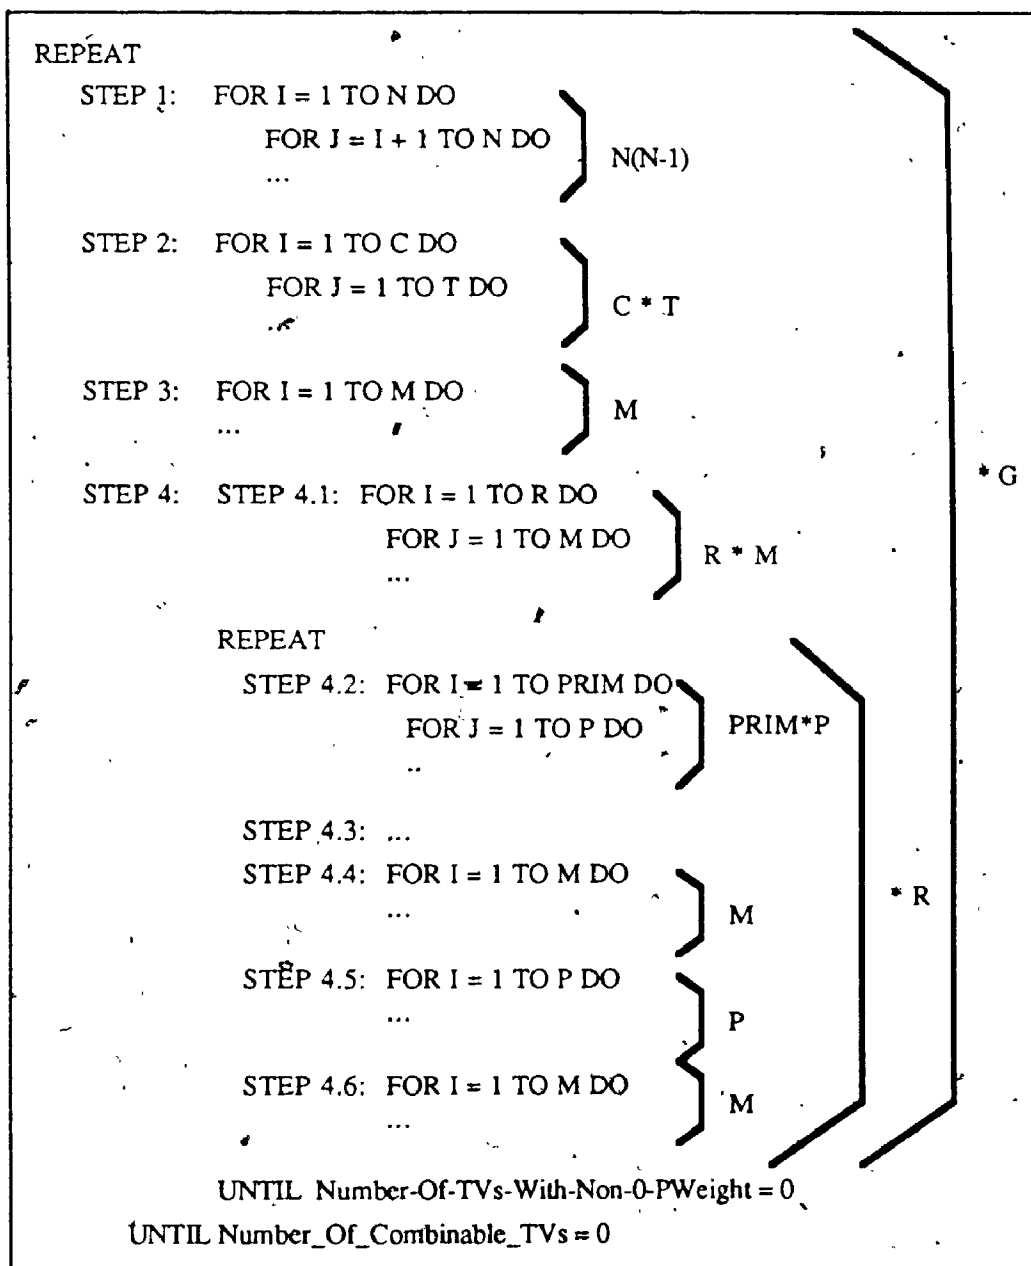 REPEAT
STEP 1: FOR I = 1 TO N DO
FOR J = I + 1 TO N DO
...
N(N-1)
STEP 2: FOR I = 1 TO C DO
FOR J = 1 TO T DO
...
C * T
STEP 3: FOR I = 1 TO M DO
...
M
* G
STEP 4: STEP 4.1: FOR I = 1 TO R DO
FOR J = 1 TO M DO
...
R * M
REPEAT
STEP 4.2: FOR I = 1 TO PRIM DO
FOR J = 1 TO P DO
..
PRIM*P
STEP 4.3: ...
STEP 4.4: FOR I = 1 TO M DO
...
M
* R
STEP 4.5: FOR I = 1 TO P DO
...
P
STEP 4.6: FOR I = 1 TO M DO
...
M
UNTIL Number-Of-TVs-With-Non-0-PWeight = 0
UNTIL Number_Of_Combinable_TVs = 0